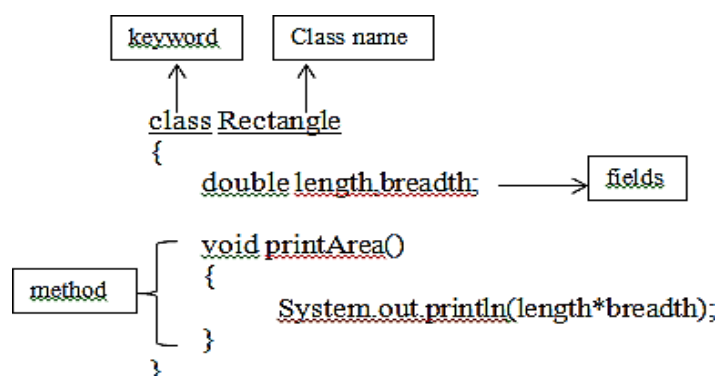 keyword
Class name
class Rectangle
{
double length,breadth;
fields
void printArea()
{
method
System.out.println(length*breadth);
}
}